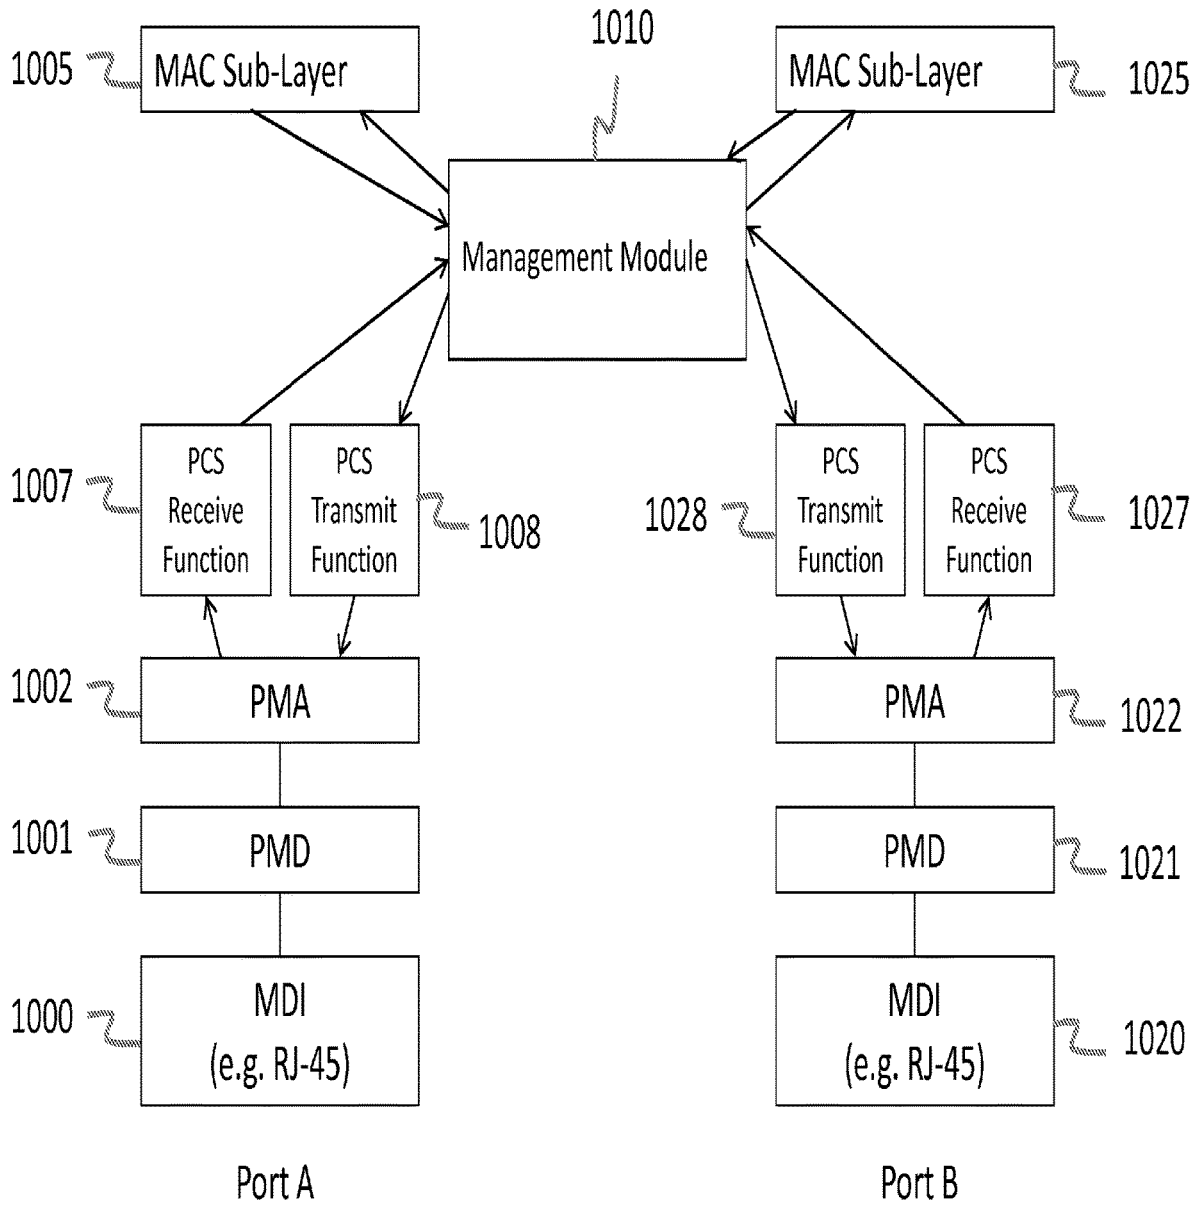 1010
1005
MAC Sub-Layer
MAC Sub-Layer
1025
Management Module
1007
PCS
Receive
Function
PCS
Transmit
Function
1008
1028
PCS
Transmit
Function
PCS
Receive
Function
1027
1002
PMA
PMA
1022
1001
PMD
PMD
1021
1000
MDI
(e.g. RJ-45)
MDI
(e.g. RJ-45)
1020
Port A
Port B